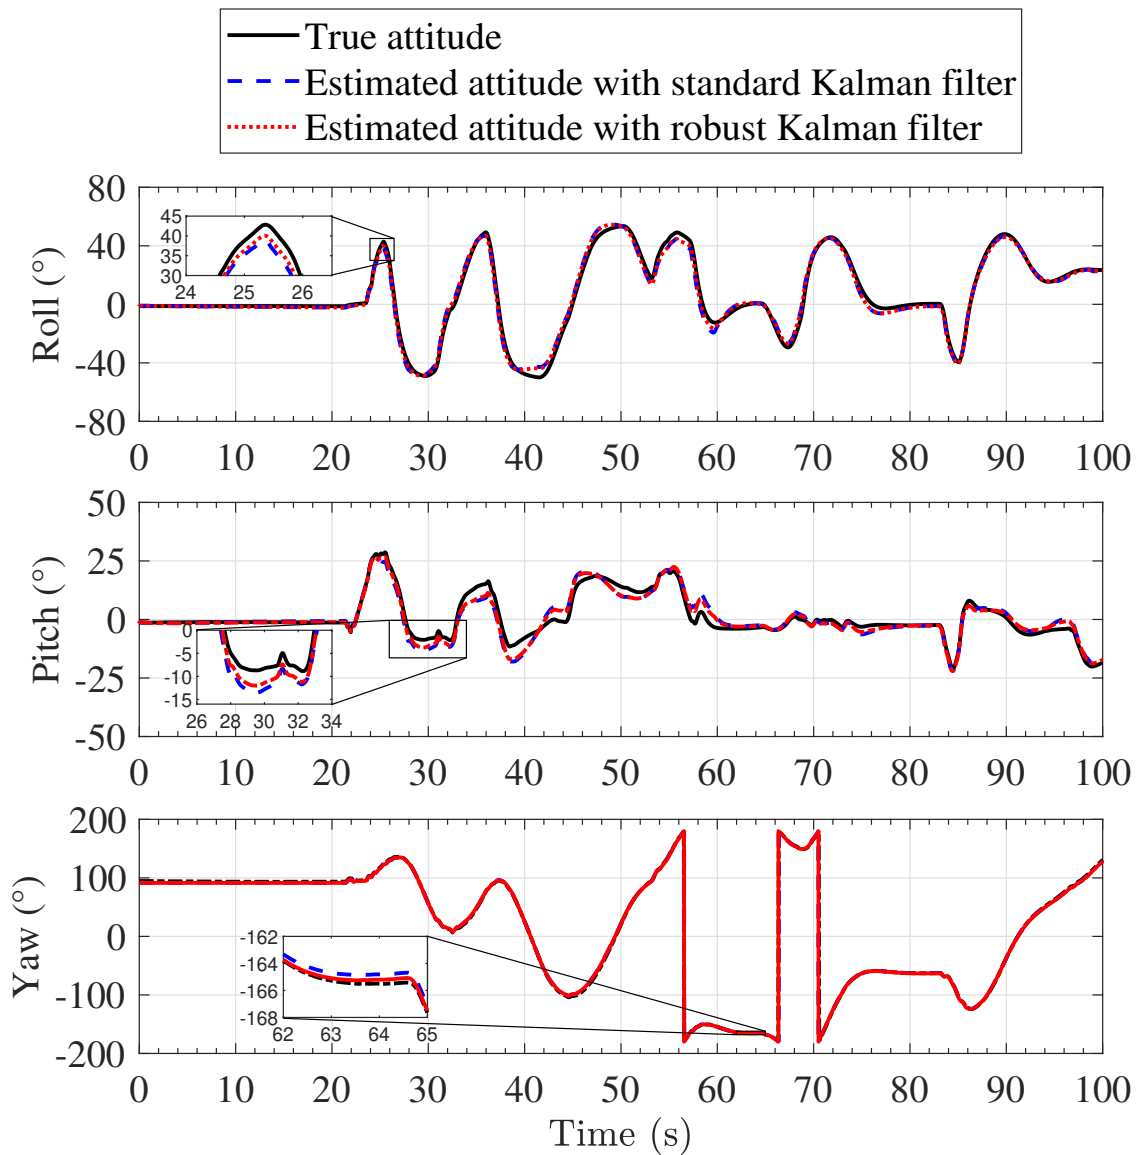 True attitude
Estimated attitude with standard Kalman filter
Estimated attitude with robust Kalman filter
80
40
0
-40
-80
Roll (°)
45
40
35
30
24 25 26
0 10 20 30 40 50 60 70 80 90 100
50
25
0
-25
-50
Pitch (°)
0
-5
-10
-15
26 28 30 32 34
0 10 20 30 40 50 60 70 80 90 100
200
100
0
-100
-200
Yaw (°)
-162
-164
-166
-168
62 63 64 65
0 10 20 30 40 50 60 70 80 90 100
Time (s)